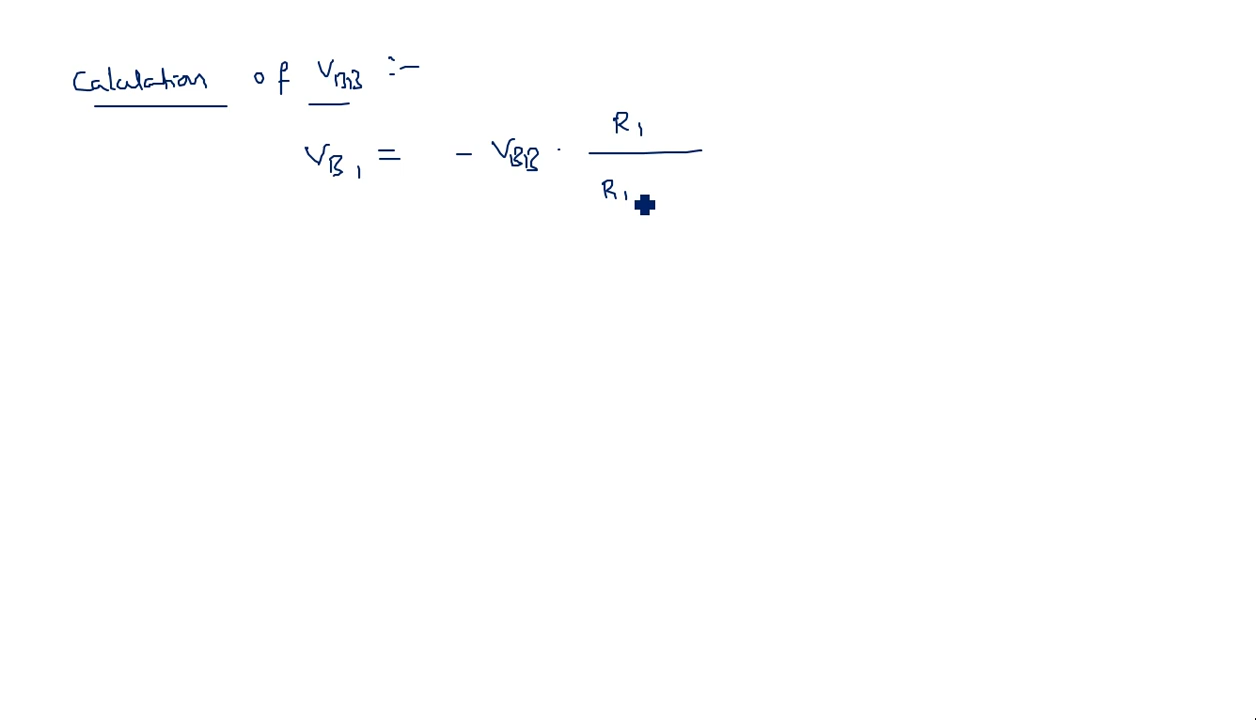 Calculation of VBB :-
VB1 = - VBB . R1
R1